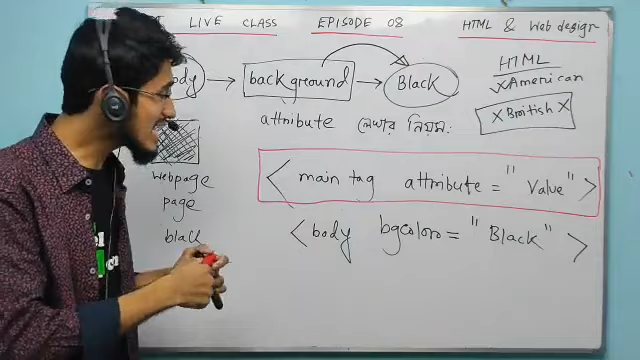 LIVE CLASS EPISODE 08 HTML & Web design
HTML
American
background Black
X British X
attribute লেখার নিয়ম:
webpage
page
black
< main tag attribute = "Value" >
< body bgcolor = "Black" >